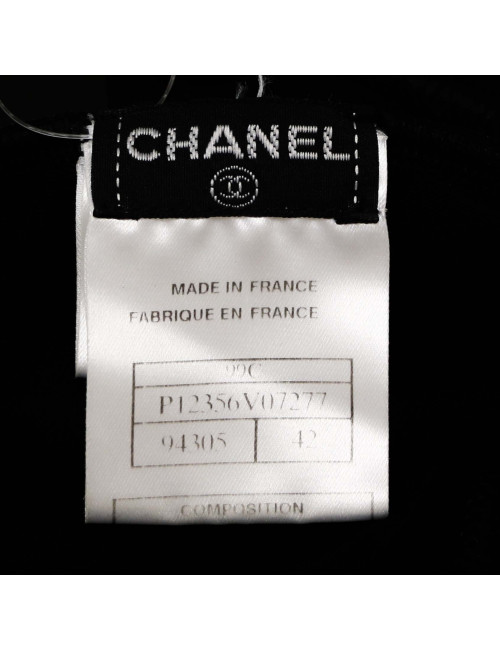 CHANEL
MADE IN FRANCE
FABRIQUE EN FRANCE
99C
P12356V07277
94305 42
COMPOSITION